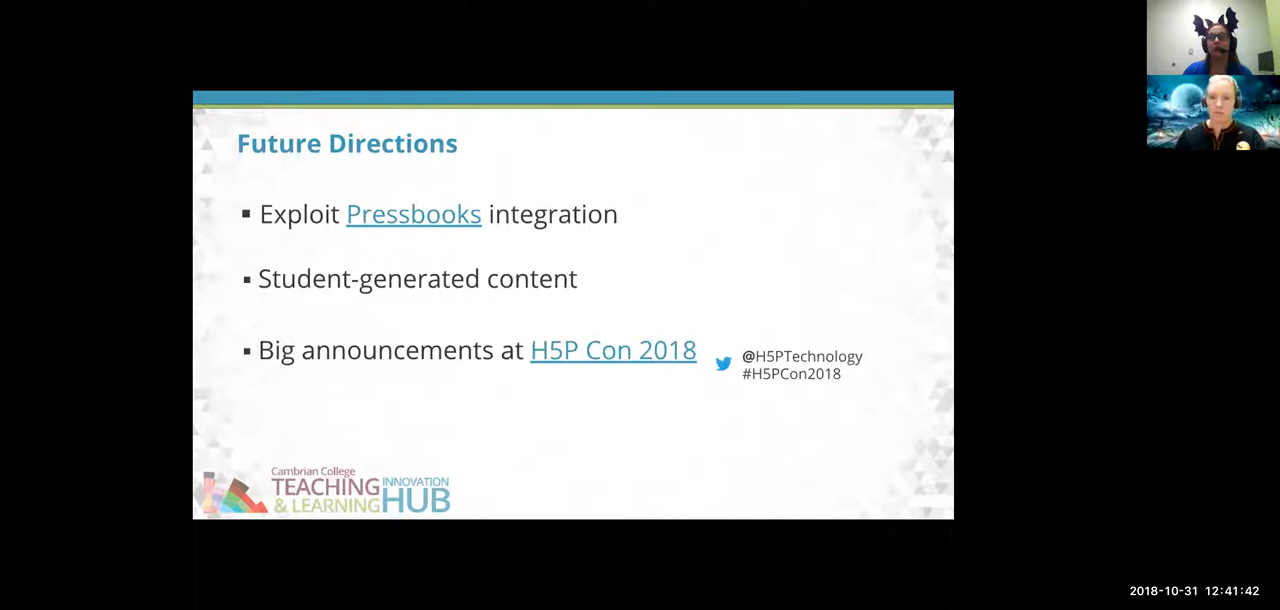 Future Directions
▪ Exploit Pressbooks integration
▪ Student-generated content
▪ Big announcements at H5P Con 2018
@H5PTechnology
#H5PCon2018
Cambrian College
TEACHING INNOVATION
& LEARNING HUB
2018-10-31 12:41:42